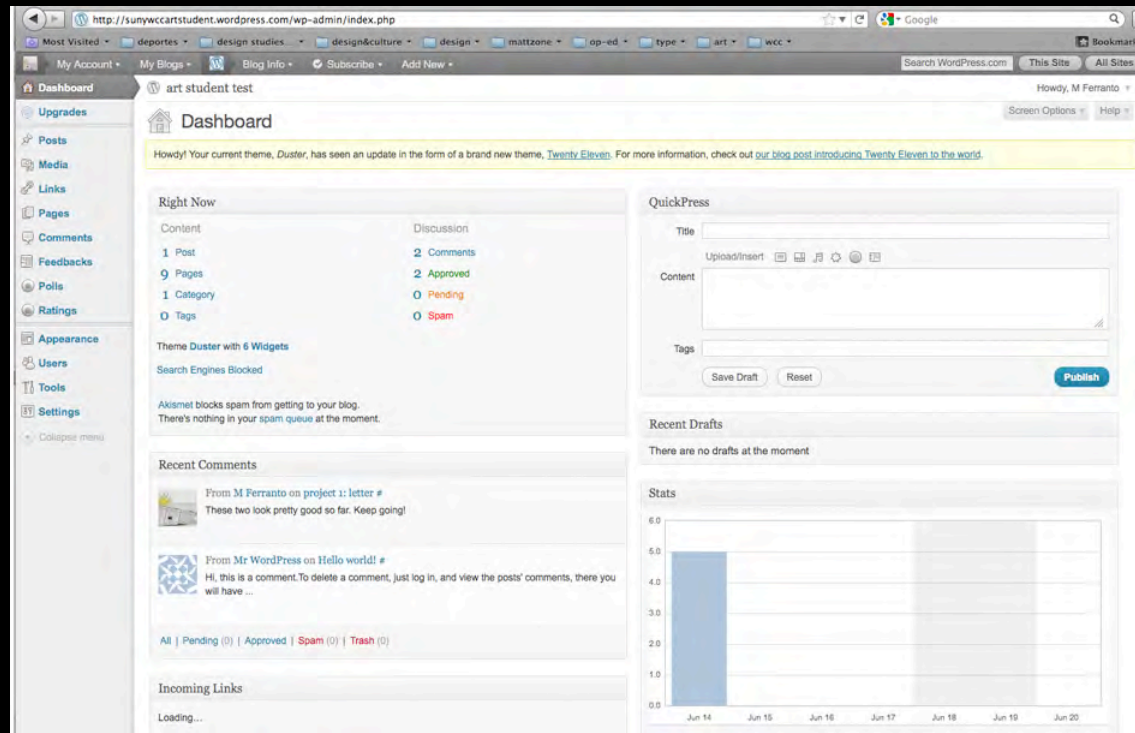 http://sunywccartstudent.wordpress.com/wp-admin/index.php
Google
Most Visited
deportes
design studies...
design&culture
design
mattzone
op-ed
type
art
wcc
Bookmark
My Account
My Blogs
Blog Info
Subscribe
Add New
Search WordPress.com
This Site
All Sites
art student test
Howdy, M Ferranto
Screen Options
Help
Dashboard
Upgrades
Posts
Media
Links
Pages
Comments
Feedbacks
Polls
Ratings
Appearance
Users
Tools
Settings
Collapse menu
Dashboard
Howdy! Your current theme, Duster, has seen an update in the form of a brand new theme, Twenty Eleven. For more information, check out our blog post introducing Twenty Eleven to the world.
Right Now
Content
Discussion
1 Post
2 Comments
9 Pages
2 Approved
1 Category
0 Pending
0 Tags
0 Spam
Theme Duster with 6 Widgets
Search Engines Blocked
Akismet blocks spam from getting to your blog.
There's nothing in your spam queue at the moment.
Recent Comments
From M Ferranto on project 1: letter #
These two look pretty good so far. Keep going!
From Mr WordPress on Hello world! #
Hi, this is a comment.To delete a comment, just log in, and view the posts' comments, there you
will have ...
All | Pending (0) | Approved | Spam (0) | Trash (0)
Incoming Links
Loading...
QuickPress
Title
Upload/Insert
Content
Tags
Save Draft
Reset
Publish
Recent Drafts
There are no drafts at the moment
Stats
6.0
5.0
4.0
3.0
2.0
1.0
0.0
Jun 14
Jun 15
Jun 16
Jun 17
Jun 18
Jun 19
Jun 20